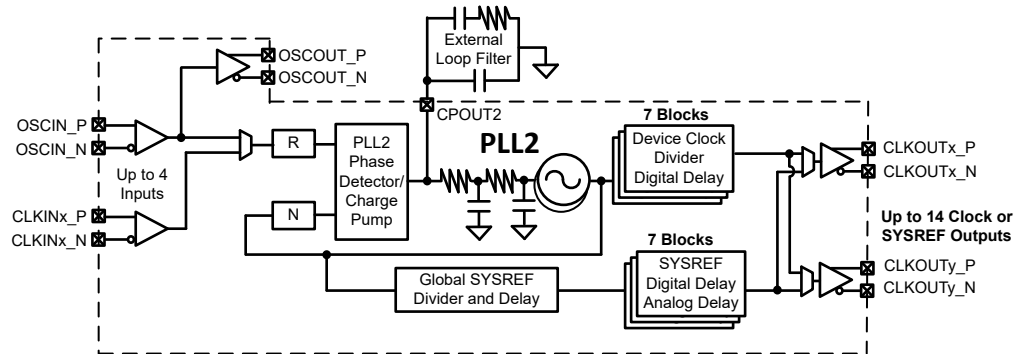 OSCOUT_P
OSCOUT_N
External
Loop Filter
CPOUT2
OSCIN_P
OSCIN_N
Up to 4
Inputs
CLKINx_P
CLKINx_N
R
N
PLL2
Phase
Detector/
Charge
Pump
PLL2
7 Blocks
Device Clock
Divider
Digital Delay
CLKOUTx_P
CLKOUTx_N
Up to 14 Clock or
SYSREF Outputs
7 Blocks
Global SYSREF
Divider and Delay
SYSREF
Digital Delay
Analog Delay
CLKOUTy_P
CLKOUTy_N